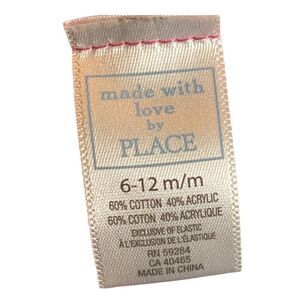 made with
love
by
PLACE
6-12 m/m
60% COTTON 40% ACRYLIC
60% COTON 40% ACRYLIQUE
EXCLUSIVE OF ELASTIC
À L'EXCLUSION DE L'ÉLASTIQUE
RN 59284
CA 40465
MADE IN CHINA